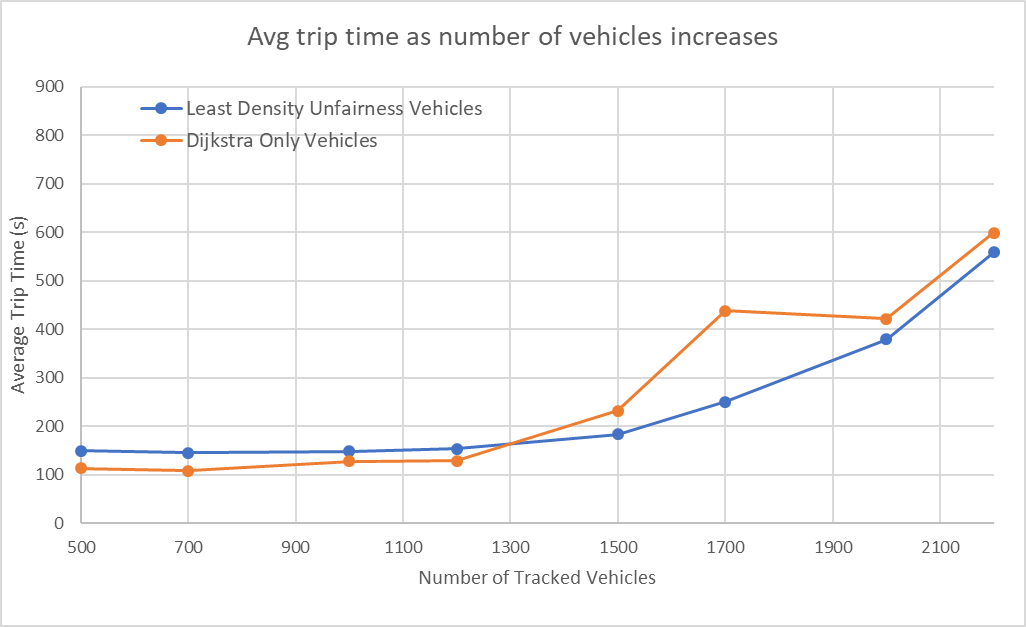 Avg trip time as number of vehicles increases
900
800
700
600
500
400
300
200
100
0
Average Trip Time (s)
Least Density Unfairness Vehicles
Dijkstra Only Vehicles
500 700 900 1100 1300 1500 1700 1900 2100
Number of Tracked Vehicles